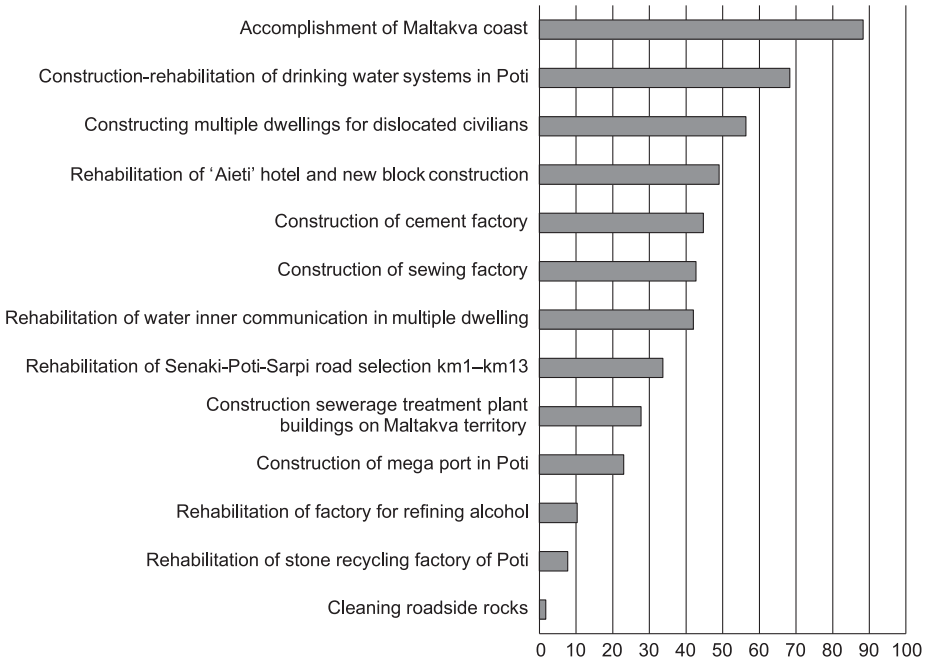 Accomplishment of Maltakva coast
Construction-rehabilitation of drinking water systems in Poti
Constructing multiple dwellings for dislocated civilians
Rehabilitation of ‘Aieti’ hotel and new block construction
Construction of cement factory
Construction of sewing factory
Rehabilitation of water inner communication in multiple dwelling
Rehabilitation of Senaki-Poti-Sarpi road selection km1–km13
Construction sewerage treatment plant
buildings on Maltakva territory
Construction of mega port in Poti
Rehabilitation of factory for refining alcohol
Rehabilitation of stone recycling factory of Poti
Cleaning roadside rocks
0 10 20 30 40 50 60 70 80 90 100